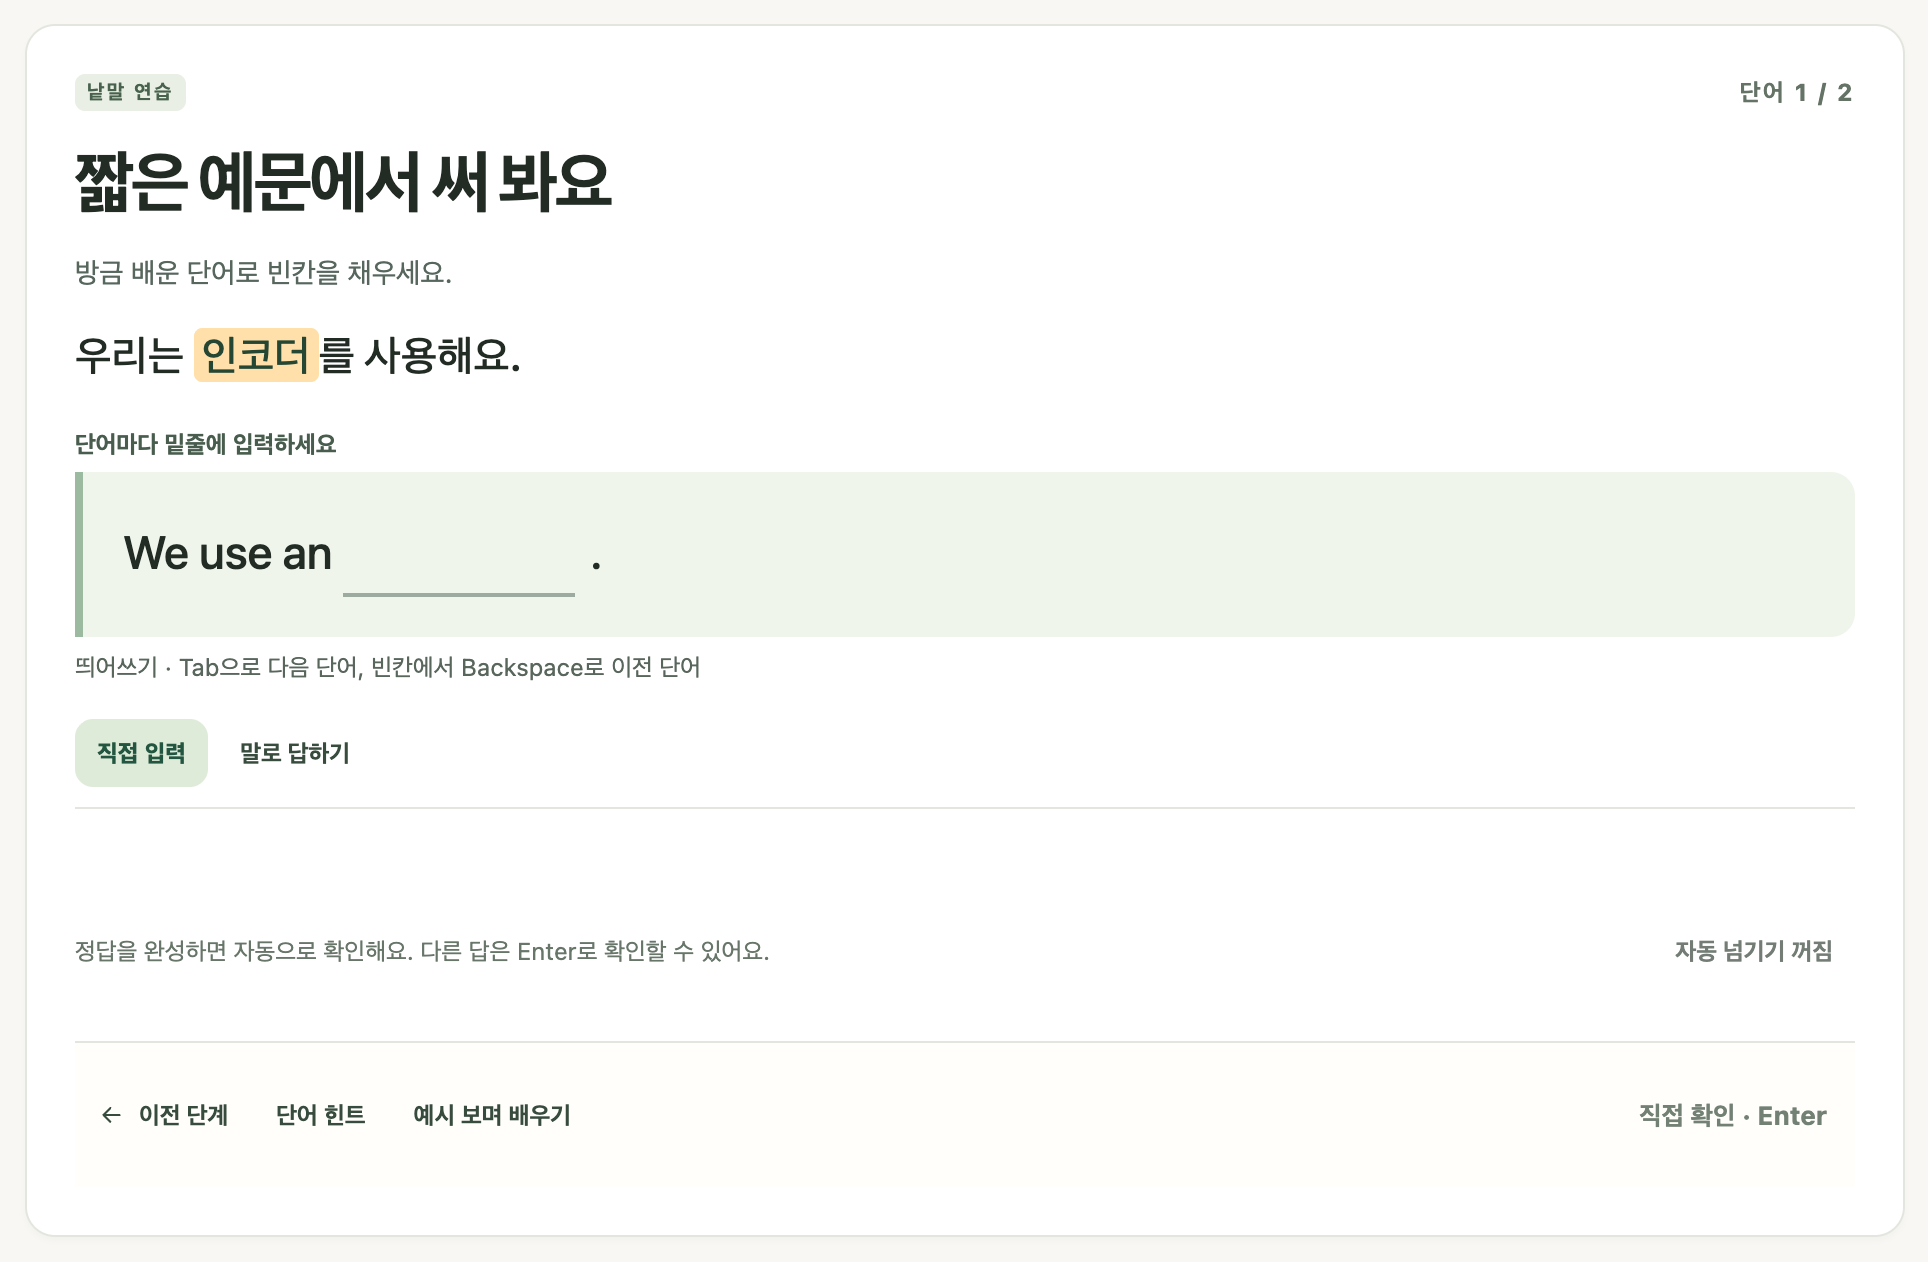 낱말 연습
단어 1 / 2
짧은 예문에서 써 봐요
방금 배운 단어로 빈칸을 채우세요.
우리는 인코더를 사용해요.
단어마다 밑줄에 입력하세요
We use an .
띄어쓰기 · Tab으로 다음 단어, 빈칸에서 Backspace로 이전 단어
직접 입력 말로 답하기
정답을 완성하면 자동으로 확인해요. 다른 답은 Enter로 확인할 수 있어요.
자동 넘기기 꺼짐
← 이전 단계 단어 힌트 예시 보며 배우기
직접 확인 · Enter